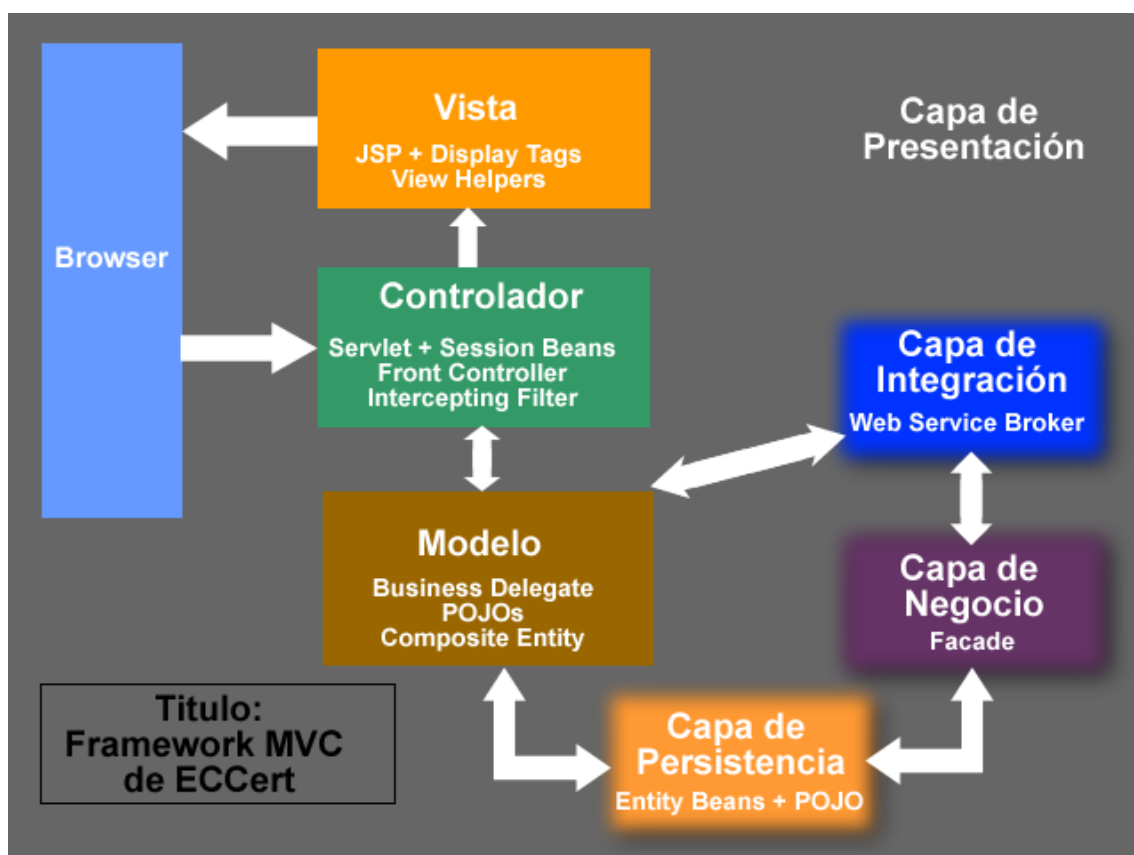 Vista
JSP + Display Tags
View Helpers
Capa de
Presentación
Browser
Controlador
Servlet + Session Beans
Front Controller
Intercepting Filter
Capa de
Integración
Web Service Broker
Modelo
Business Delegate
POJOs
Composite Entity
Capa de
Negocio
Facade
Titulo:
Framework MVC
de ECCert
Capa de
Persistencia
Entity Beans + POJO